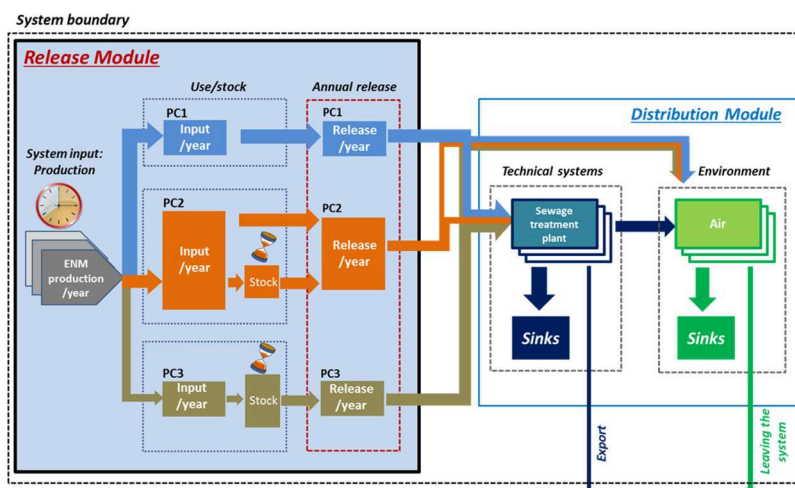 System boundary
Release Module
Use/stock
Annual release
PC1
Input
/year
PC1
Release
/year
System input:
Production
ENM
production
/year
PC2
Input
/year
Stock
PC2
Release
/year
PC3
Input
/year
Stock
PC3
Release
/year
Distribution Module
Technical systems
Environment
Sewage
treatment
plant
Air
Sinks
Sinks
Export
Leaving the
system